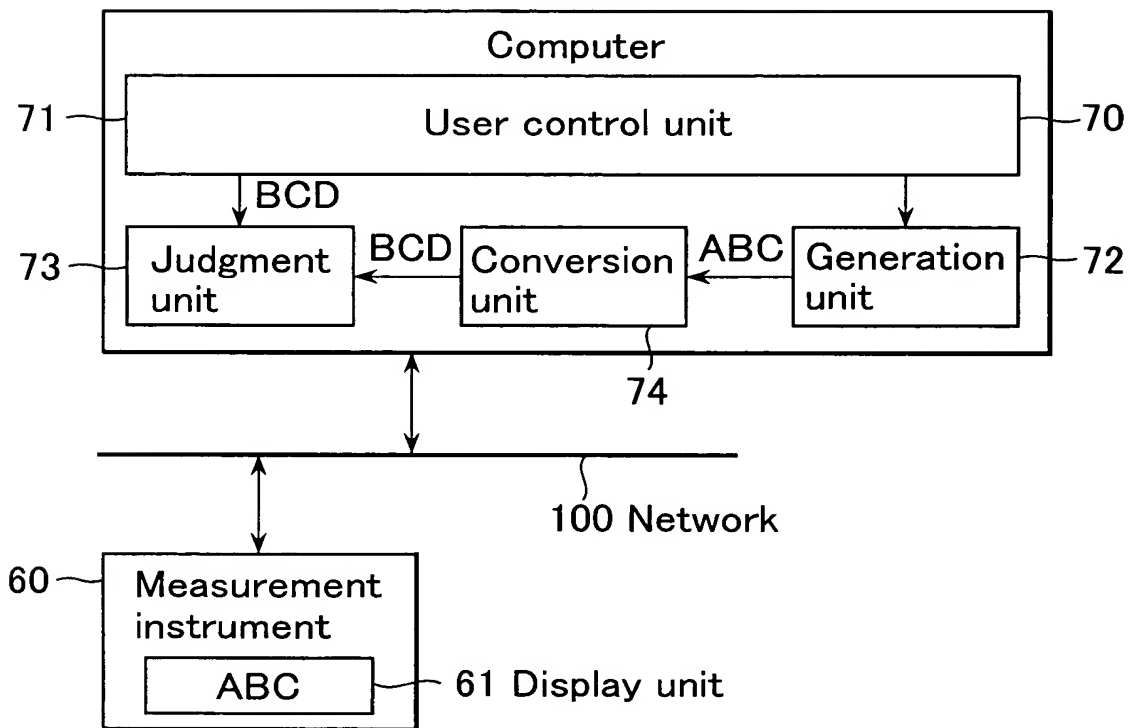 Computer
71
User control unit
70
BCD
73
Judgment
unit
BCD
Conversion
unit
ABC
Generation
unit
72
74
100 Network
60
Measurement
instrument
ABC
61 Display unit